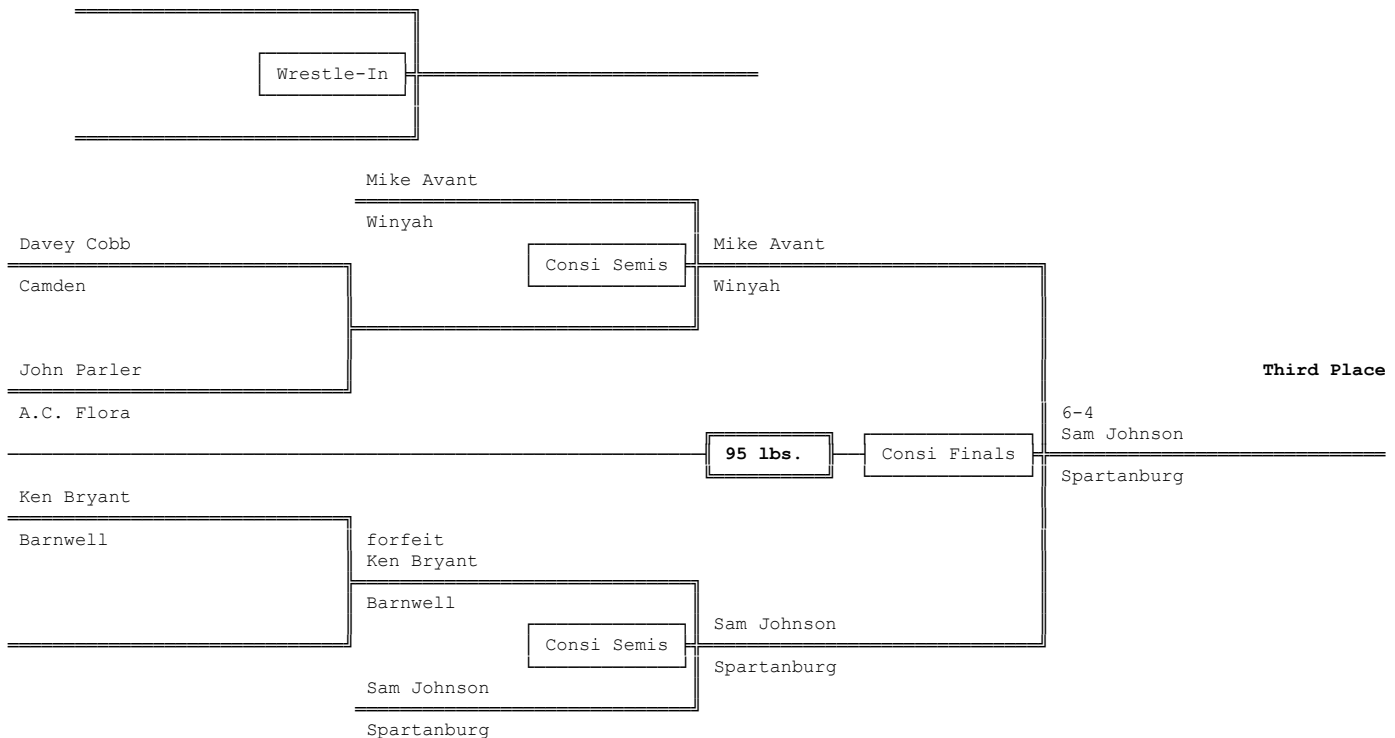 Wrestle-In
Mike Avant
Winyah
Davey Cobb
Mike Avant
Consi Semis
Camden
Winyah
John Parler
Third Place
A.C. Flora
6-4
Sam Johnson
95 lbs.
Consi Finals
Spartanburg
Ken Bryant
Barnwell
forfeit
Ken Bryant
Barnwell
Sam Johnson
Consi Semis
Spartanburg
Sam Johnson
Spartanburg